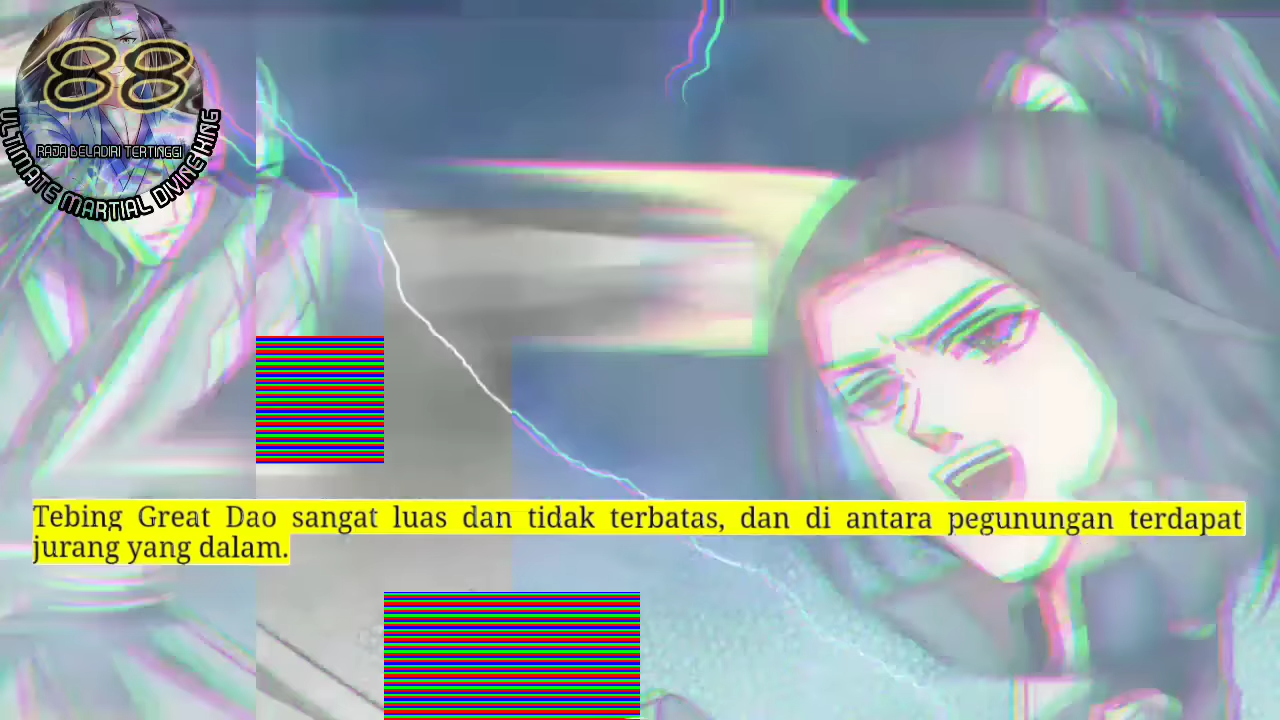 88
RAJA BELADIRI TERTINGGI
ULTIMATE MARTIAL DIVING KING
Tebing Great Dao sangat luas dan tidak terbatas, dan di antara pegunungan terdapat
jurang yang dalam.